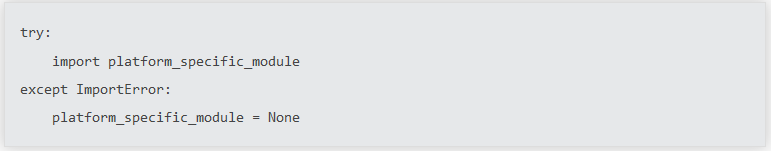 try:
    import platform_specific_module
except ImportError:
    platform_specific_module = None